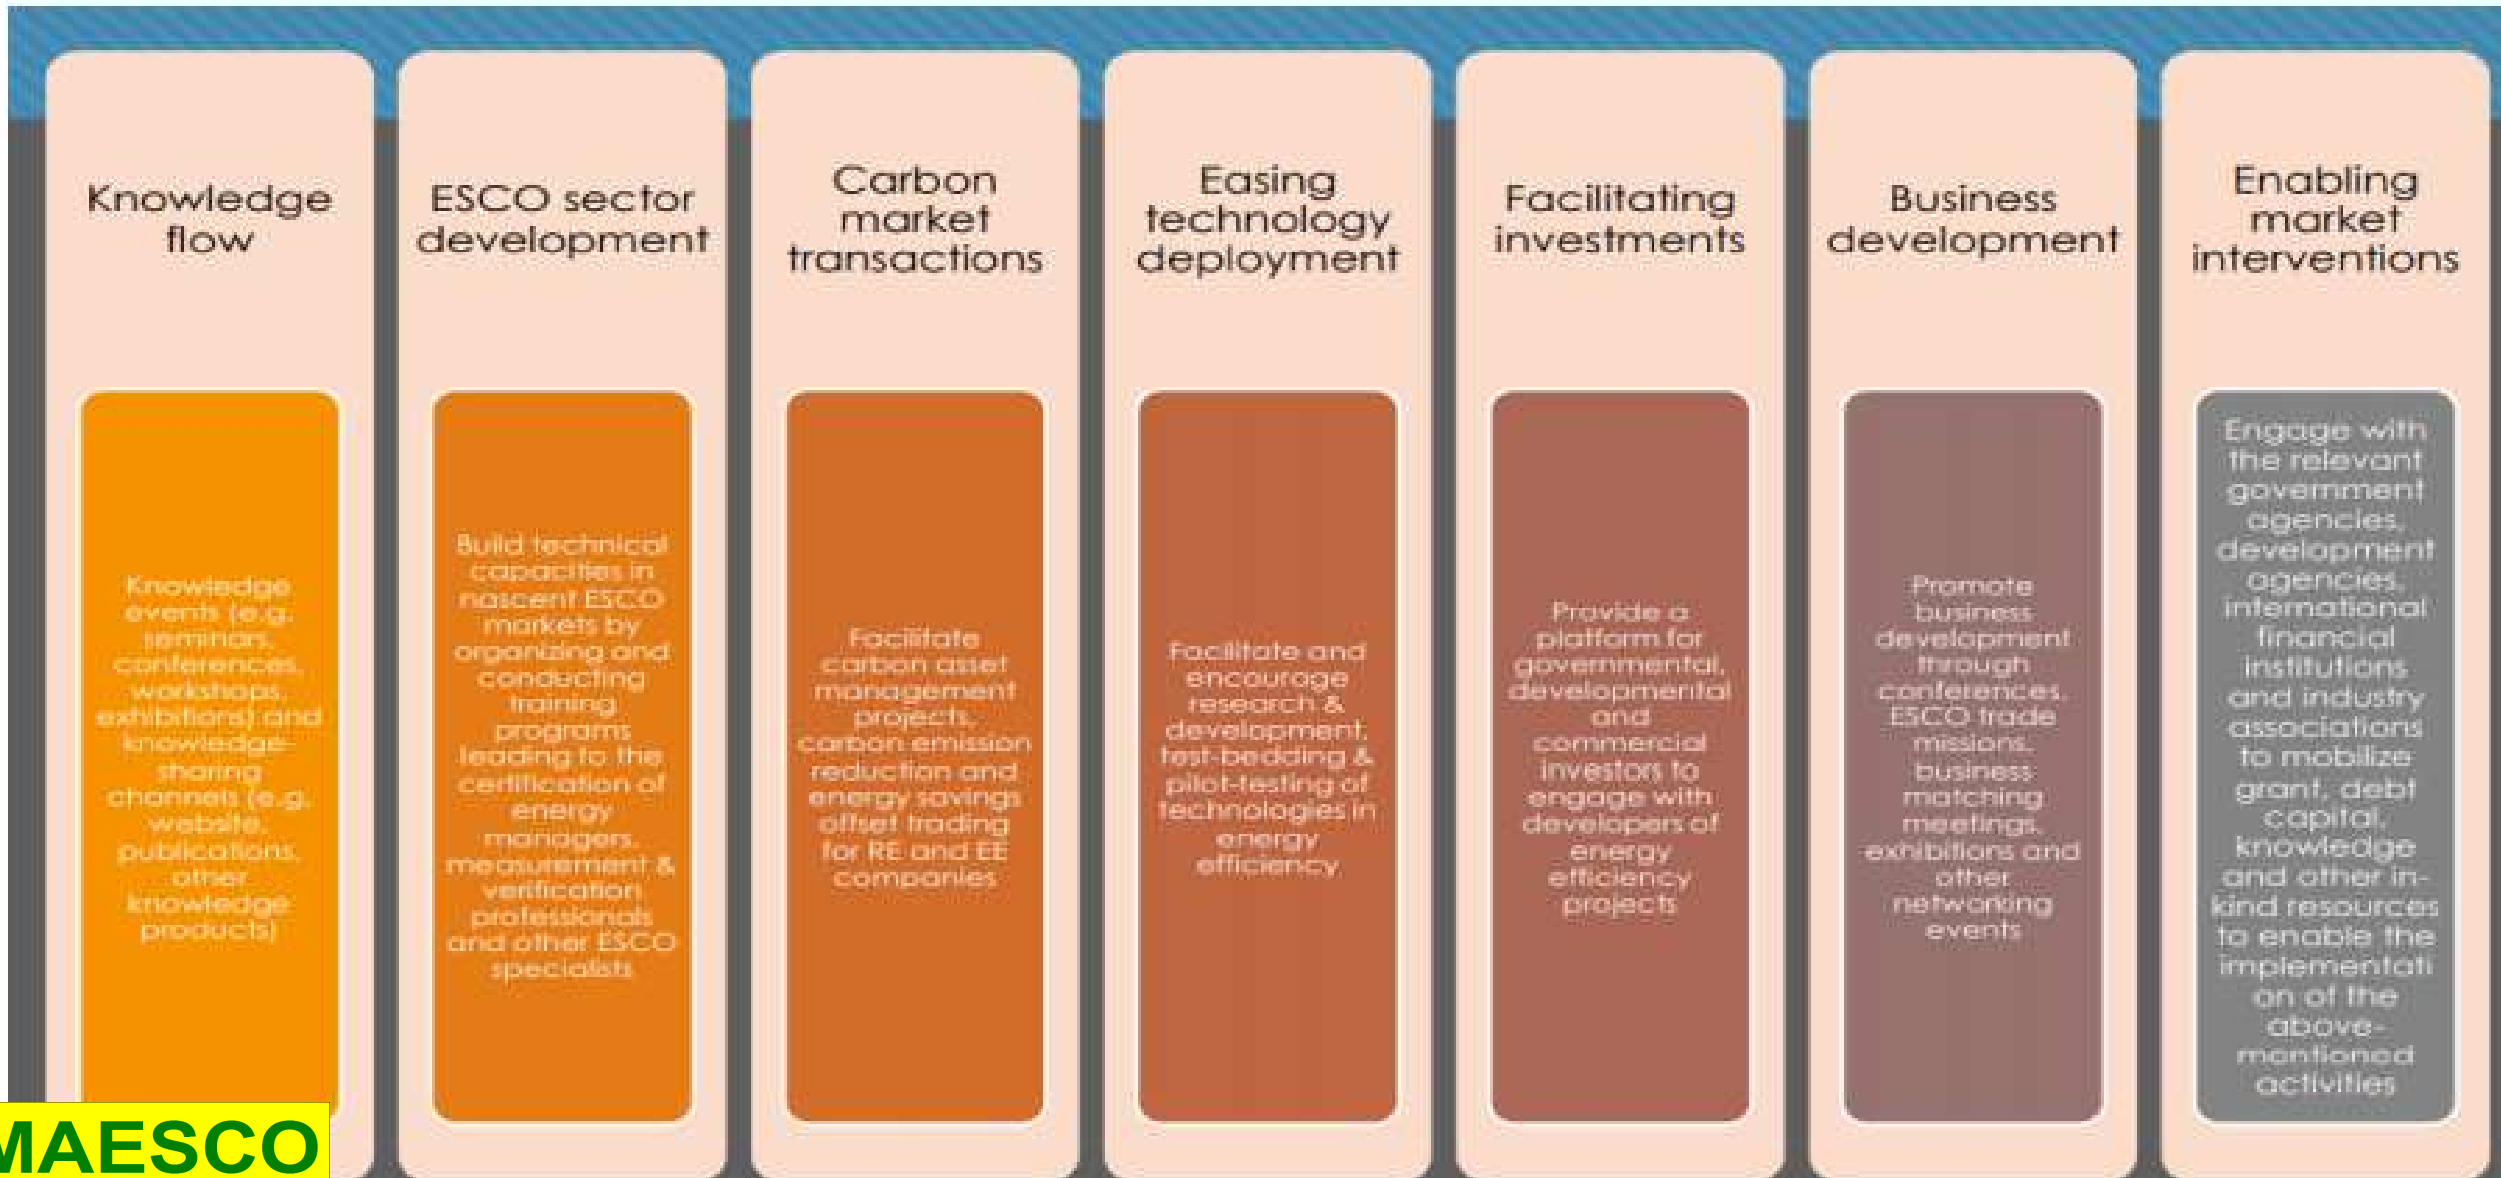 Knowledge
flow
Knowledge
events (e.g.
seminars,
conferences,
workshops,
exhibitions) and
knowledge-
sharing
channels (e.g.
website,
publications,
other
knowledge
products)
ESCO sector
development
Build technical
capacities in
nascent ESCO
markets by
organizing and
conducting
training
programs
leading to the
certification of
energy
managers,
measurement &
verification
professionals
and other ESCO
specialists
Carbon
market
transactions
Facilitate
carbon asset
management
projects,
carbon emission
reduction and
energy savings
offset trading
for RE and EE
companies
Easing
technology
deployment
Facilitate and
encourage
research &
development,
test-bedding &
pilot-testing of
technologies in
energy
efficiency
Facilitating
investments
Provide a
platform for
governmental,
developmental
and
commercial
investors to
engage with
developers of
energy
efficiency
projects
Business
development
Promote
business
development
through
conferences,
ESCO trade
missions,
business
matching
meetings,
exhibitions and
other
networking
events
Enabling
market
interventions
Engage with
the relevant
government
agencies,
development
agencies,
international
financial
institutions
and industry
associations
to mobilize
grant, debt
capital,
knowledge
and other in-
kind resources
to enable the
implementati
on of the
above-
mentioned
activities
MAESCO